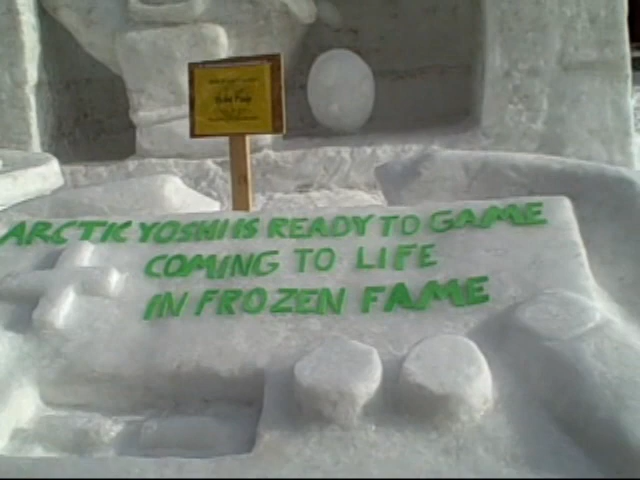 ARCTIC YOSHI IS READY TO GAME
COMING TO LIFE
IN FROZEN FAME